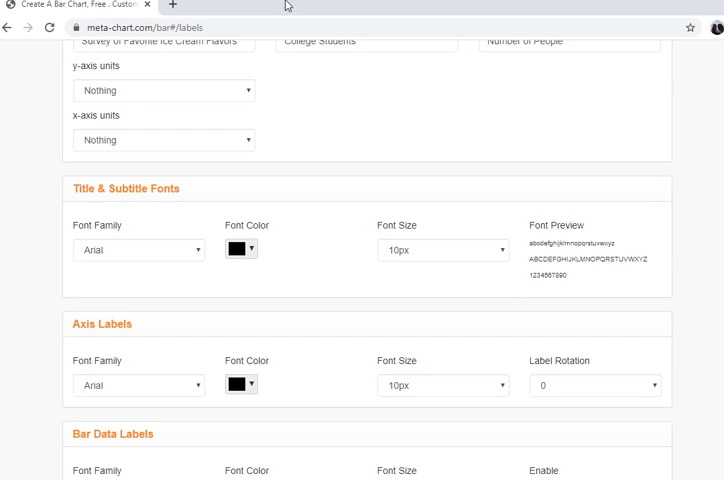 Create A Bar Chart, Free . Custom
meta-chart.com/bar#/labels
Survey of Favorite Ice Cream Flavors College Students Number of People
y-axis units
Nothing
x-axis units
Nothing
Title & Subtitle Fonts
Font Family Font Color Font Size Font Preview
Arial 10px abcdefghijklmnopqrstuvwxyz
ABCDEFGHIJKLMNOPQRSTUVWXYZ
1234567890
Axis Labels
Font Family Font Color Font Size Label Rotation
Arial 10px 0
Bar Data Labels
Font Family Font Color Font Size Enable